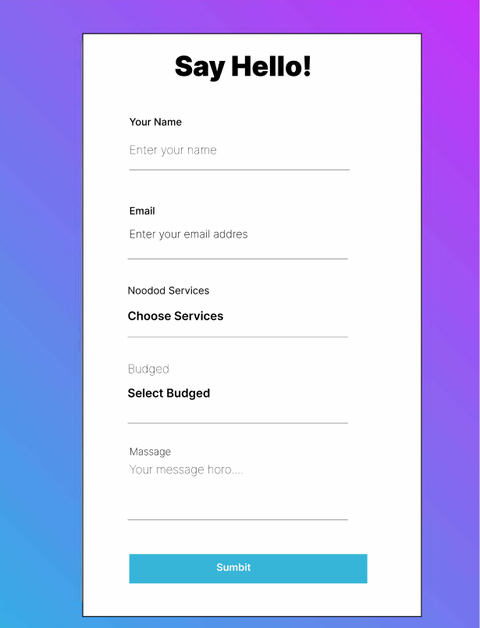 Say Hello!
Your Name
Enter your name
Email
Enter your email addres
Noodod Services
Choose Services
Budged
Select Budged
Massage
Your message horo....
Sumbit